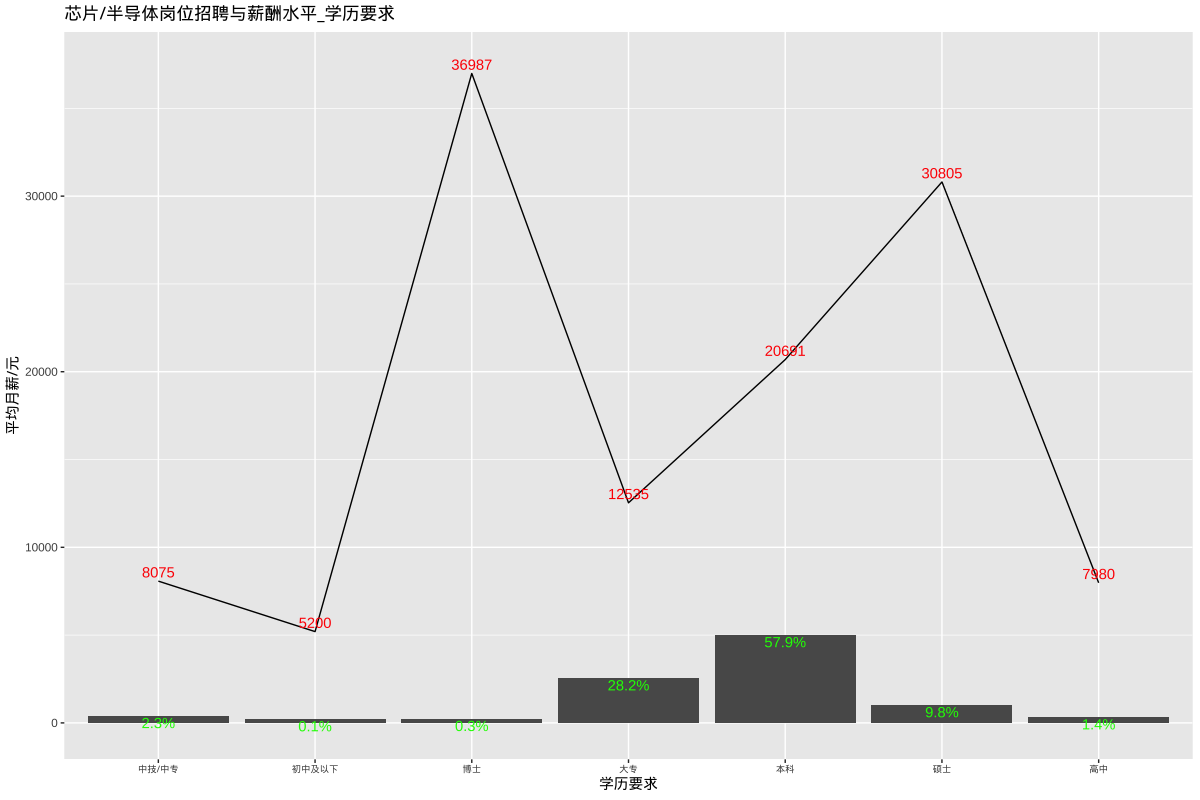 芯片/半导体岗位招聘与薪酬水平_学历要求
平均月薪/元
30000
20000
10000
0
36987
30805
20691
12535
8075
7980
5200
57.9%
28.2%
9.8%
2.3%
0.1%
0.3%
1.4%
中技/中专
初中及以下
博士
大专
本科
硕士
高中
学历要求